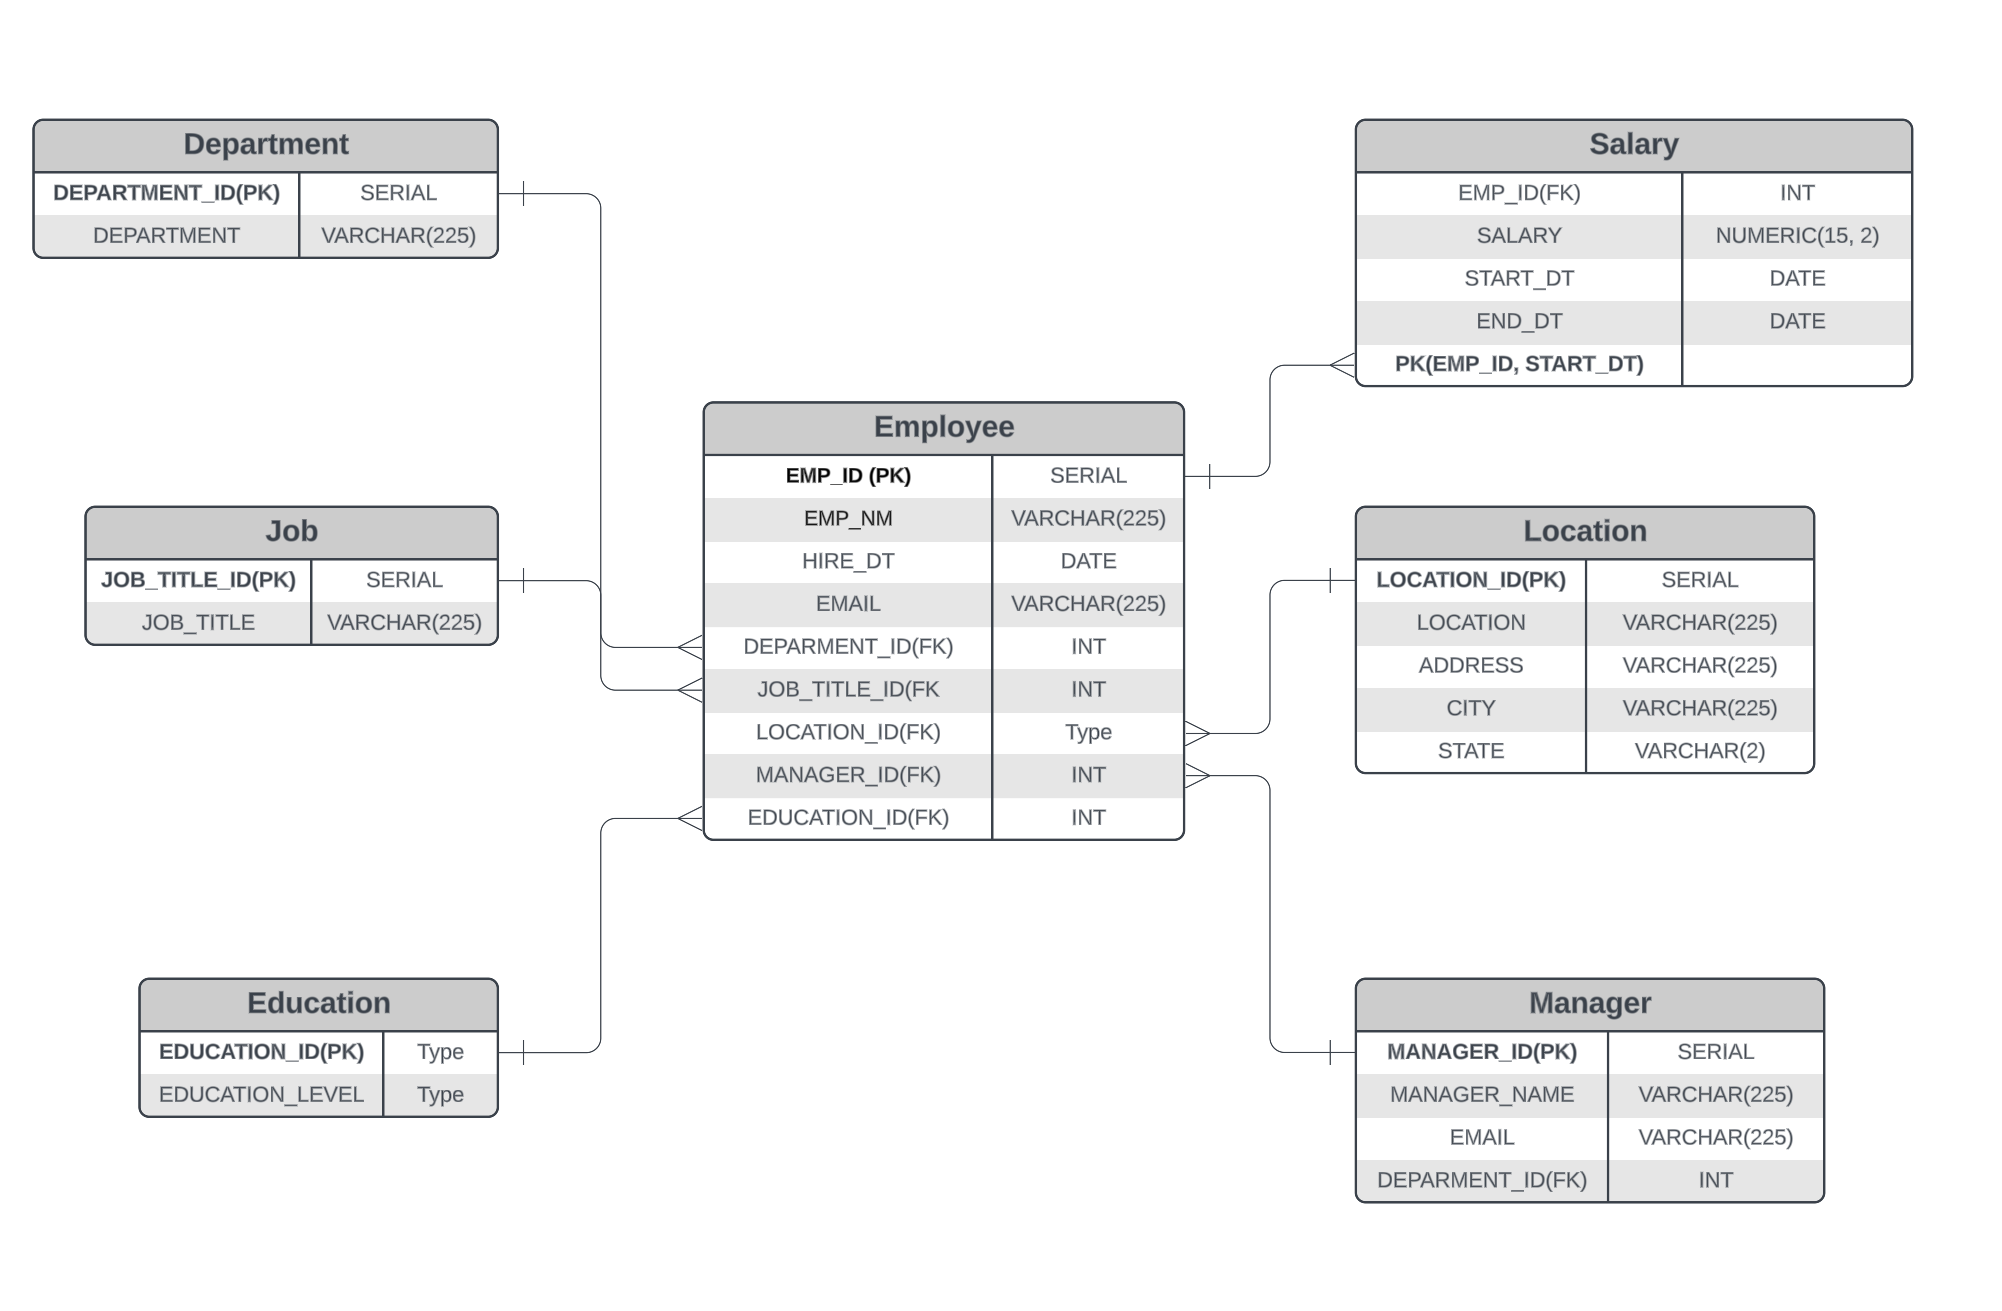 Department
DEPARTMENT_ID(PK) SERIAL
DEPARTMENT VARCHAR(225)
Salary
EMP_ID(FK) INT
SALARY NUMERIC(15, 2)
START_DT DATE
END_DT DATE
PK(EMP_ID, START_DT)
Employee
EMP_ID (PK) SERIAL
EMP_NM VARCHAR(225)
HIRE_DT DATE
EMAIL VARCHAR(225)
DEPARMENT_ID(FK) INT
JOB_TITLE_ID(FK INT
LOCATION_ID(FK) Type
MANAGER_ID(FK) INT
EDUCATION_ID(FK) INT
Job
JOB_TITLE_ID(PK) SERIAL
JOB_TITLE VARCHAR(225)
Location
LOCATION_ID(PK) SERIAL
LOCATION VARCHAR(225)
ADDRESS VARCHAR(225)
CITY VARCHAR(225)
STATE VARCHAR(2)
Education
EDUCATION_ID(PK) Type
EDUCATION_LEVEL Type
Manager
MANAGER_ID(PK) SERIAL
MANAGER_NAME VARCHAR(225)
EMAIL VARCHAR(225)
DEPARMENT_ID(FK) INT